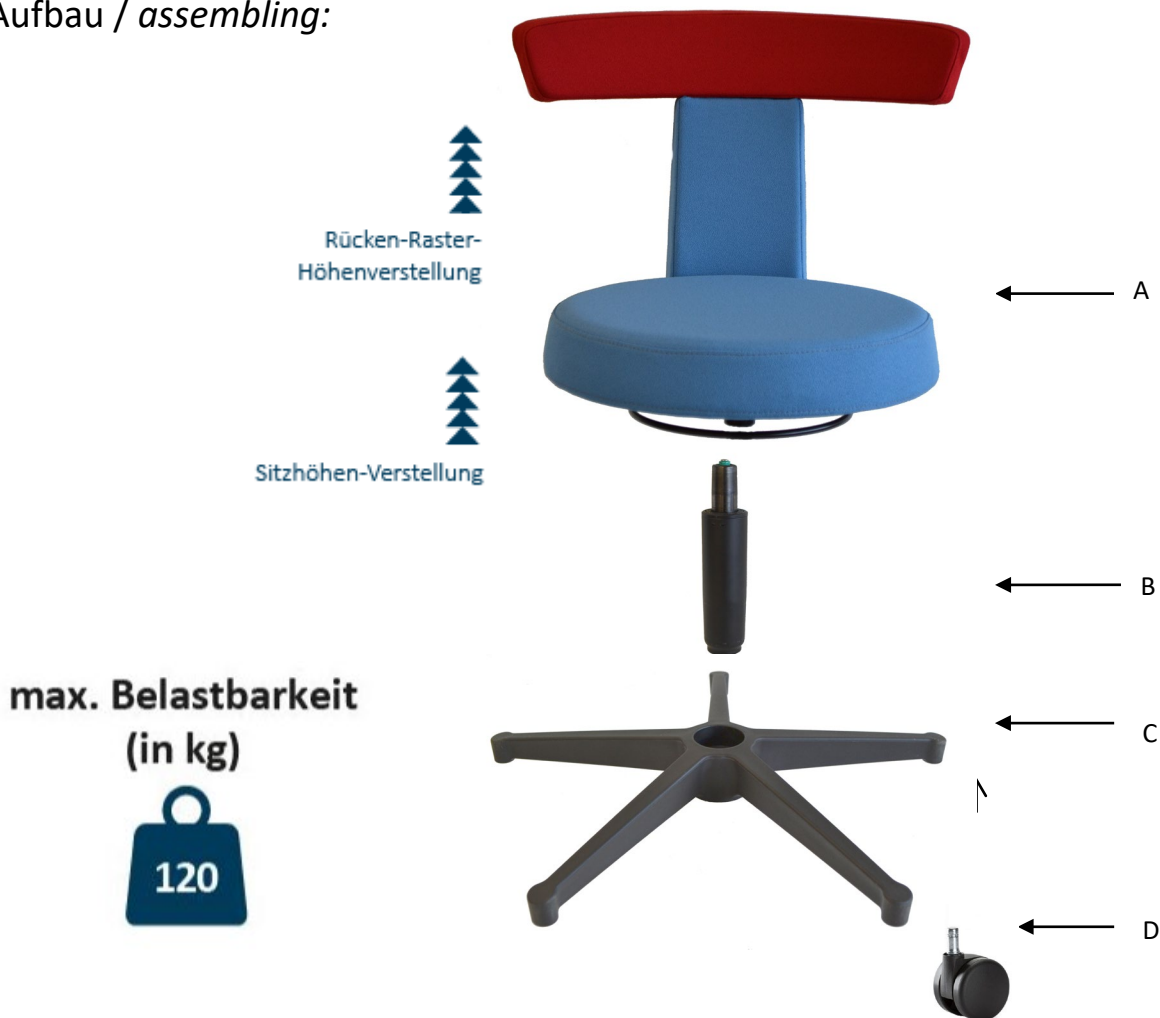 Aufbau / assembling:
Rücken-Raster-
Höhenverstellung
A
Sitzhöhen-Verstellung
B
max. Belastbarkeit
(in kg)
C
120
D